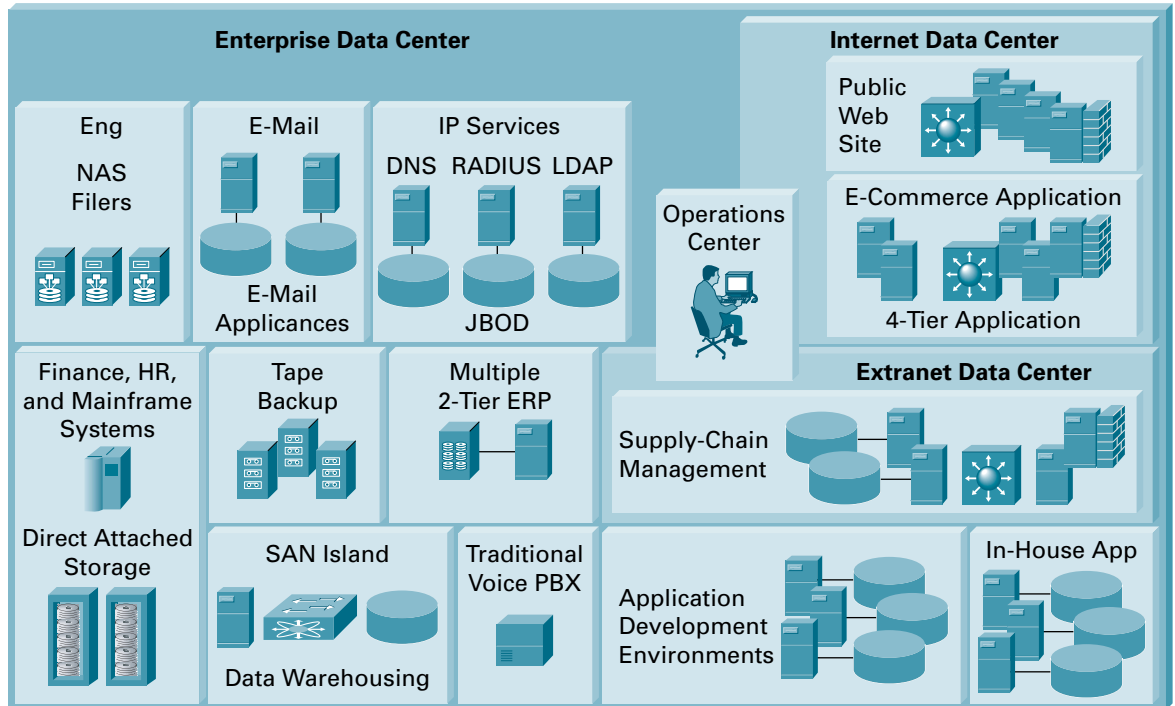 Enterprise Data Center
Internet Data Center
Public
Web
Site
Eng
NAS
Filers
E-Mail
E-Mail
Applicances
IP Services
DNS RADIUS LDAP
JBOD
Operations
Center
E-Commerce Application
4-Tier Application
Finance, HR,
and Mainframe
Systems
Direct Attached
Storage
Tape
Backup
Multiple
2-Tier ERP
Extranet Data Center
Supply-Chain
Management
SAN Island
Data Warehousing
Traditional
Voice PBX
Application
Development
Environments
In-House App